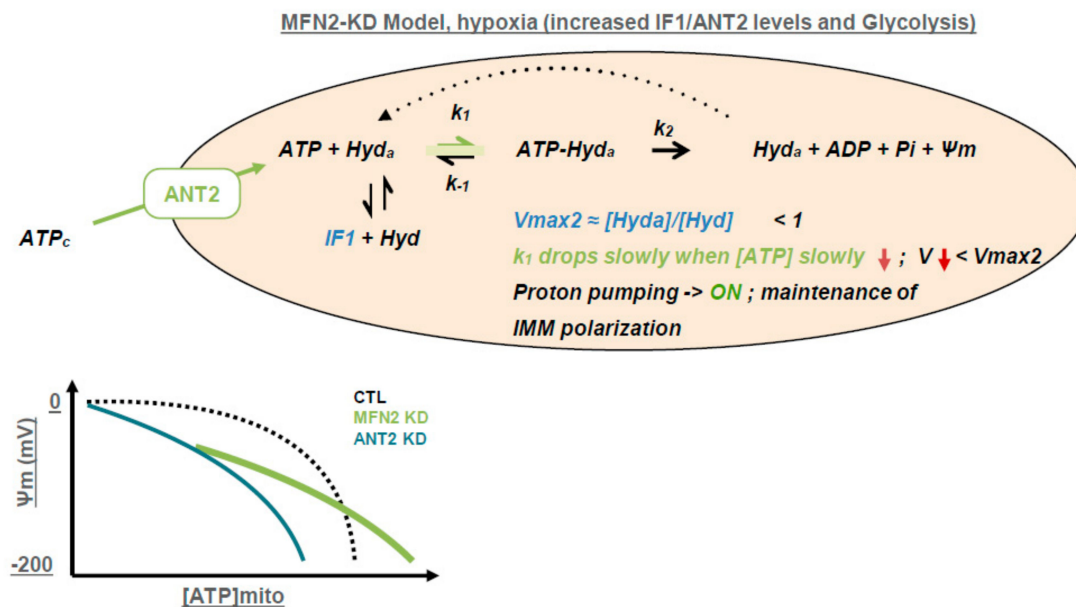 MFN2-KD Model, hypoxia (increased IF1/ANT2 levels and Glycolysis)
k1
k2
ATP + Hyda
ATP-Hyda
Hyda + ADP + Pi + Ψm
k-1
ANT2
ATPc
IF1 + Hyd
Vmax2 ≈ [Hyda]/[Hyd] < 1
k1 drops slowly when [ATP] slowly ; V < Vmax2
Proton pumping -> ON ; maintenance of
IMM polarization
0
CTL
MFN2 KD
ANT2 KD
Ψm (mV)
-200
[ATP]mito